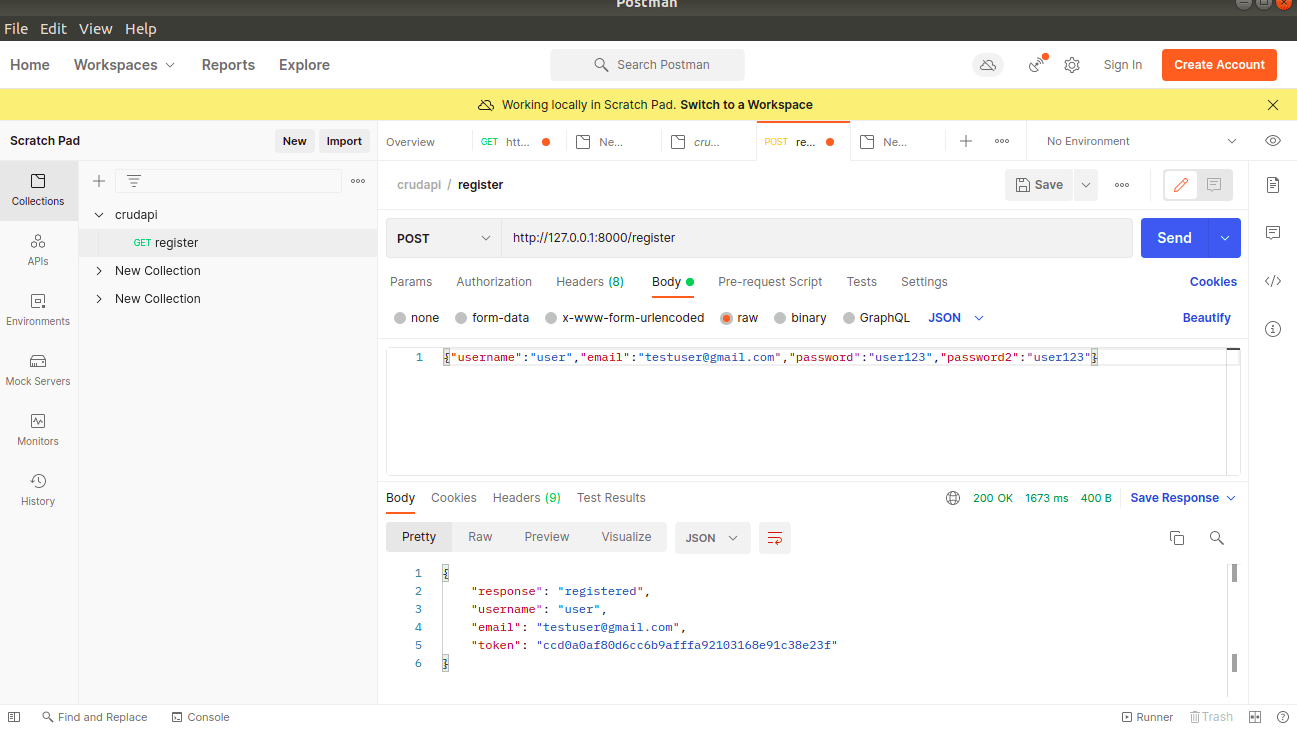 Postman
File Edit View Help
Home Workspaces Reports Explore Search Postman Sign In Create Account
Working locally in Scratch Pad. Switch to a Workspace
Scratch Pad New Import Overview GET htt... Ne... cru... POST re... Ne... No Environment
Collections
APIs
Environments
Mock Servers
Monitors
History
crudapi
GET register
New Collection
New Collection
crudapi / register Save
POST http://127.0.0.1:8000/register Send
Params Authorization Headers (8) Body Pre-request Script Tests Settings Cookies
none form-data x-www-form-urlencoded raw binary GraphQL JSON Beautify
1 {"username":"user","email":"testuser@gmail.com","password":"user123","password2":"user123"}
Body Cookies Headers (9) Test Results 200 OK 1673 ms 400 B Save Response
Pretty Raw Preview Visualize JSON
1 {
2 "response": "registered",
3 "username": "user",
4 "email": "testuser@gmail.com",
5 "token": "ccd0a0af80d6cc6b9afffa92103168e91c38e23f"
6 }
Find and Replace Console Runner Trash